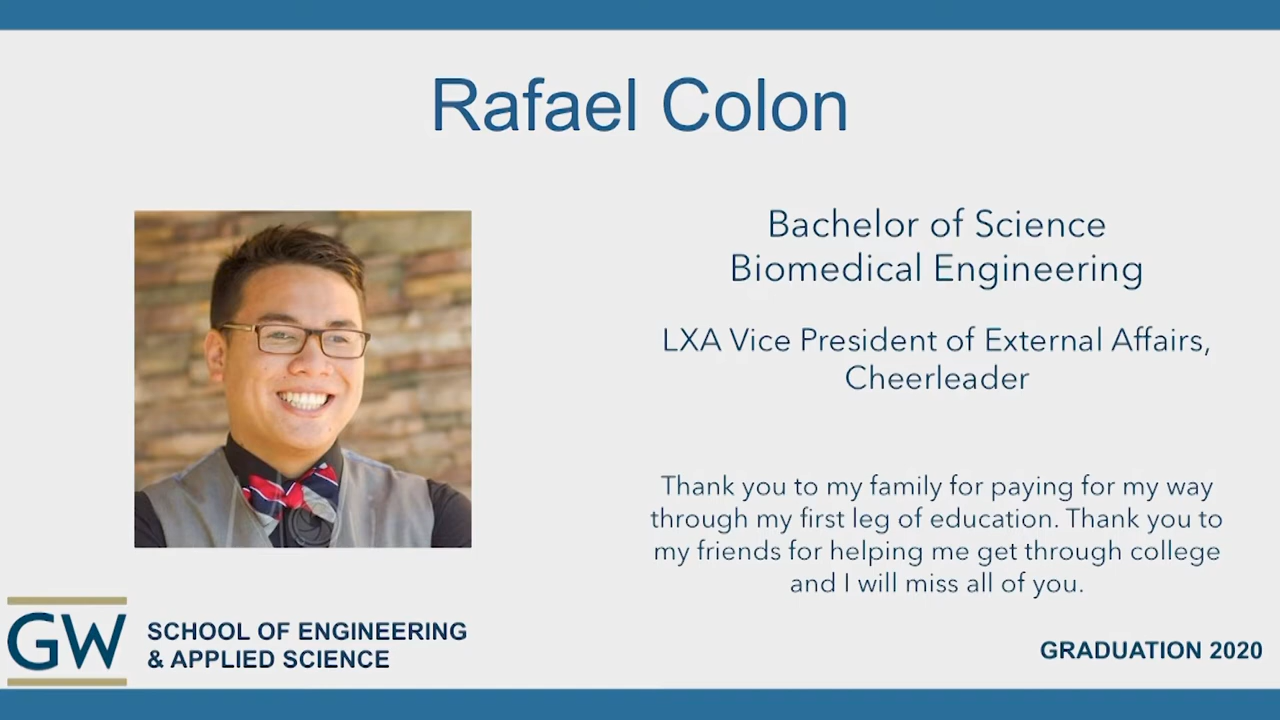 Rafael Colon
Bachelor of Science
Biomedical Engineering
LXA Vice President of External Affairs,
Cheerleader
Thank you to my family for paying for my way
through my first leg of education. Thank you to
my friends for helping me get through college
and I will miss all of you.
GW
SCHOOL OF ENGINEERING
& APPLIED SCIENCE
GRADUATION 2020